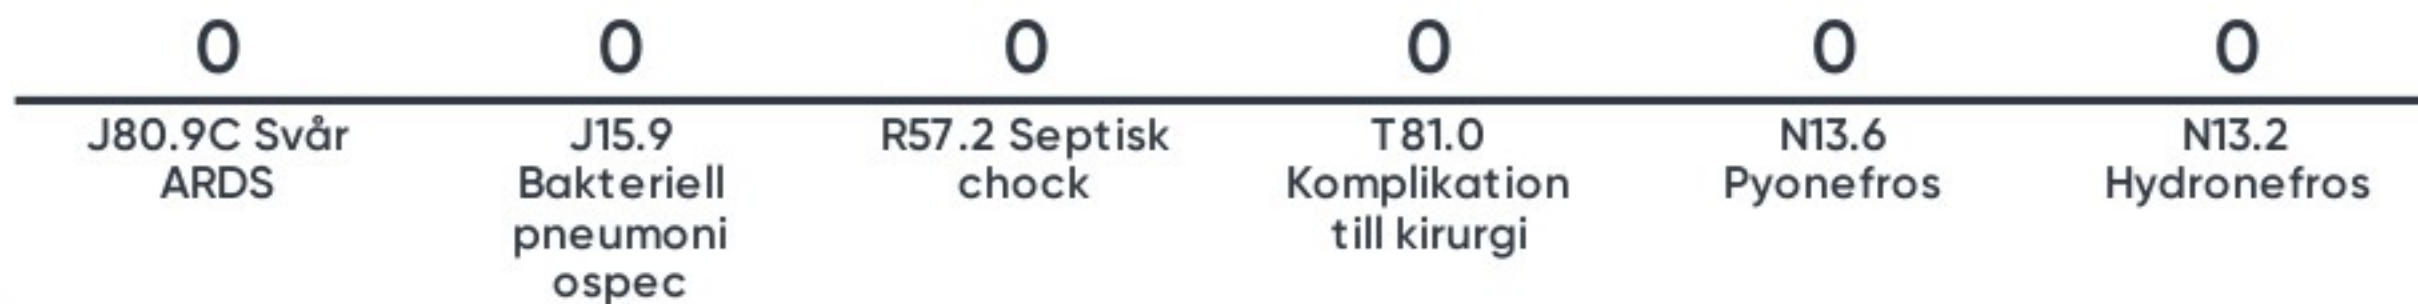 0 0 0 0 0 0
J80.9C Svår
ARDS
J15.9
Bakteriell
pneumoni
ospec
R57.2 Septisk
chock
T81.0
Komplikation
till kirurgi
N13.6
Pyonefros
N13.2
Hydronefros